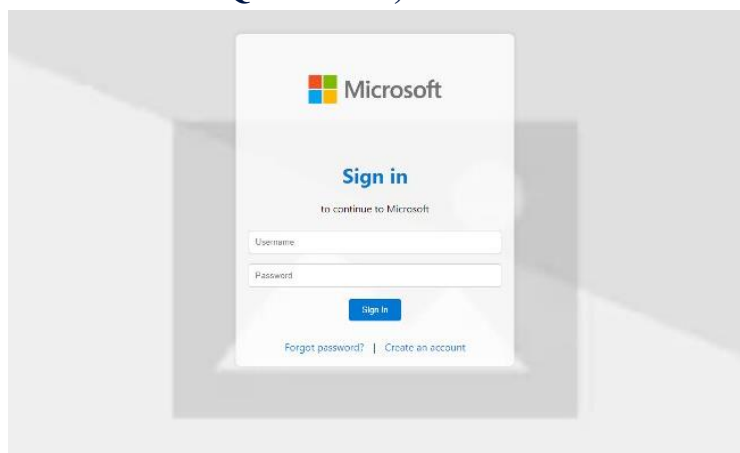 Microsoft
Sign in
to continue to Microsoft
Username
Password
Sign In
Forgot password? | Create an account